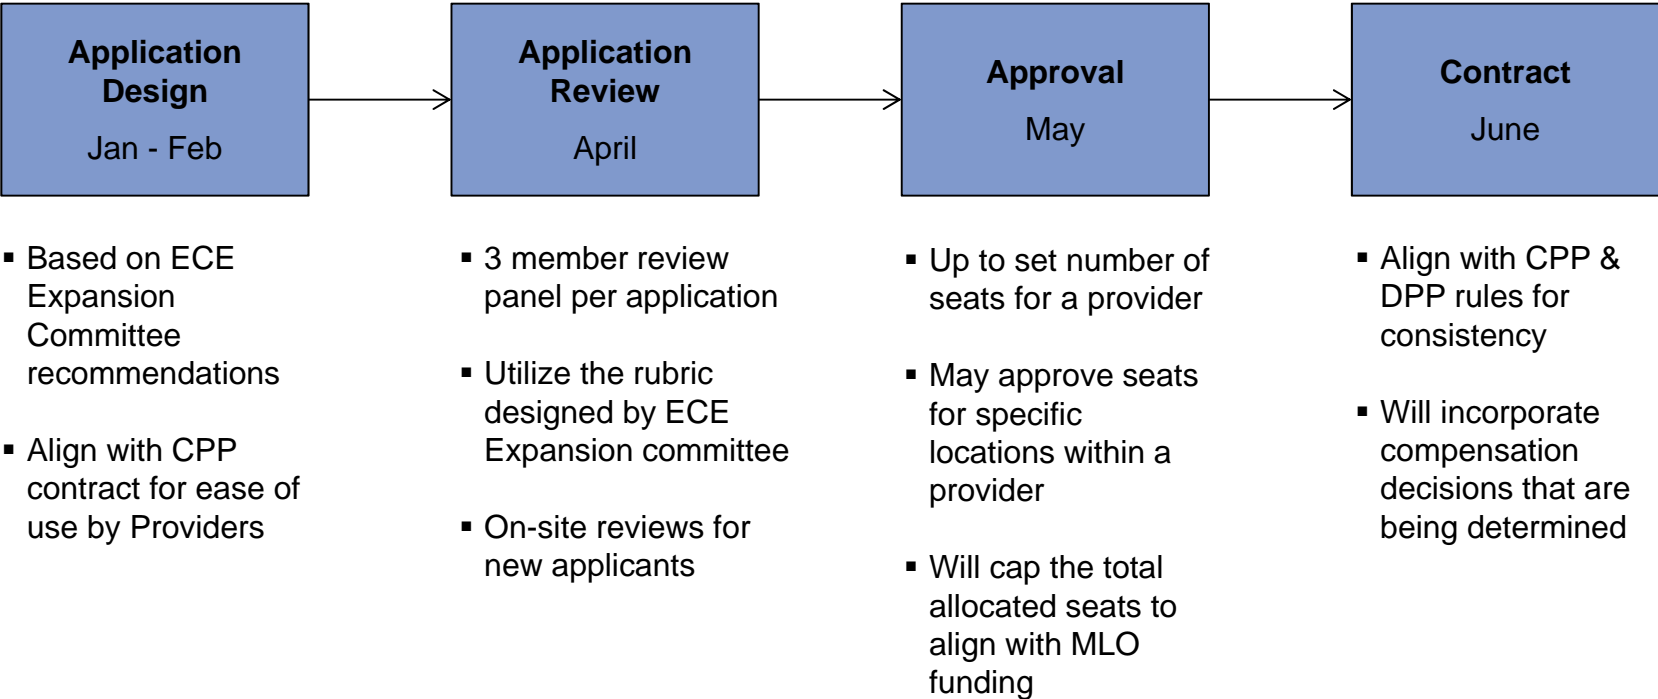 Application
Design
Jan - Feb
Application
Review
April
Approval
May
Contract
June
▪ Based on ECE
Expansion
Committee
recommendations
▪ Align with CPP
contract for ease of
use by Providers
▪ 3 member review
panel per application
▪ Utilize the rubric
designed by ECE
Expansion committee
▪ On-site reviews for
new applicants
▪ Up to set number of
seats for a provider
▪ May approve seats
for specific
locations within a
provider
▪ Will cap the total
allocated seats to
align with MLO
funding
▪ Align with CPP &
DPP rules for
consistency
▪ Will incorporate
compensation
decisions that are
being determined